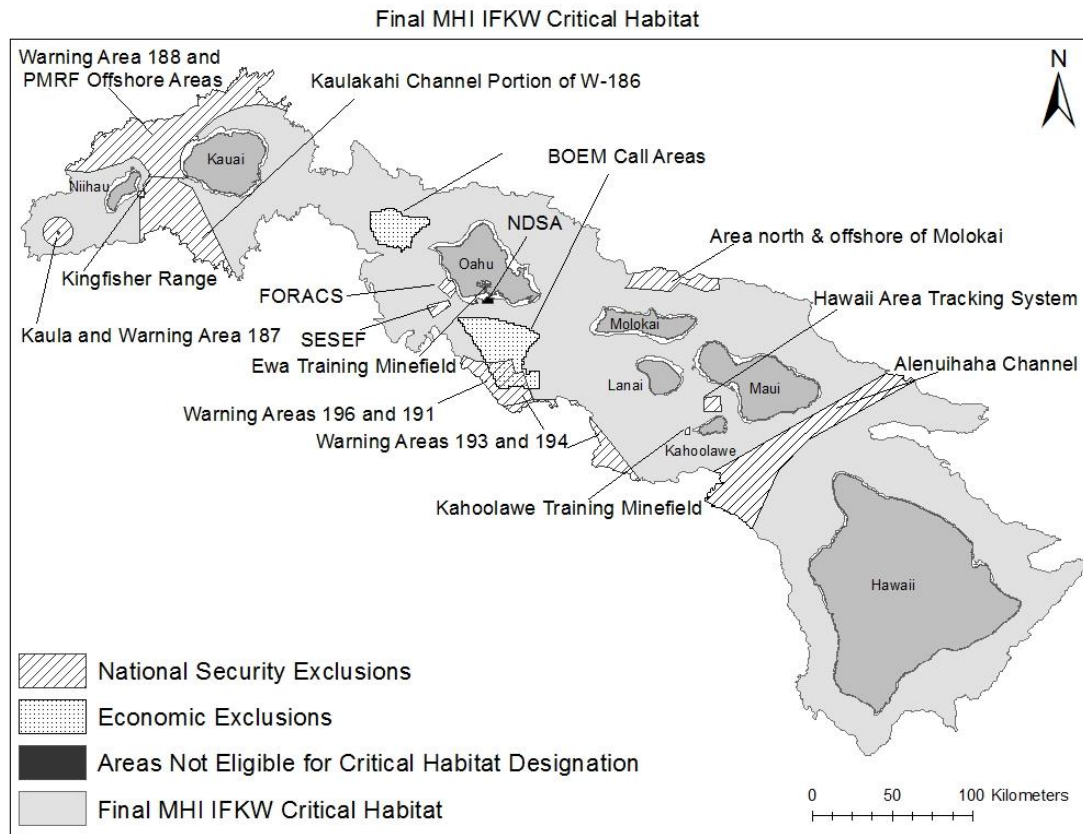 Final MHI IFKW Critical Habitat
Warning Area 188 and
PMRF Offshore Areas
Kaulakahi Channel Portion of W-186
N
BOEM Call Areas
Kauai
Niihau
NDSA
Area north & offshore of Molokai
Oahu
Kingfisher Range
FORACS
Hawaii Area Tracking System
Kaula and Warning Area 187
SESEF
Molokai
Ewa Training Minefield
Alenuihaha Channel
Lanai
Maui
Warning Areas 196 and 191
Warning Areas 193 and 194
Kahoolawe
Kahoolawe Training Minefield
Hawaii
National Security Exclusions
Economic Exclusions
Areas Not Eligible for Critical Habitat Designation
Final MHI IFKW Critical Habitat
0 50 100 Kilometers